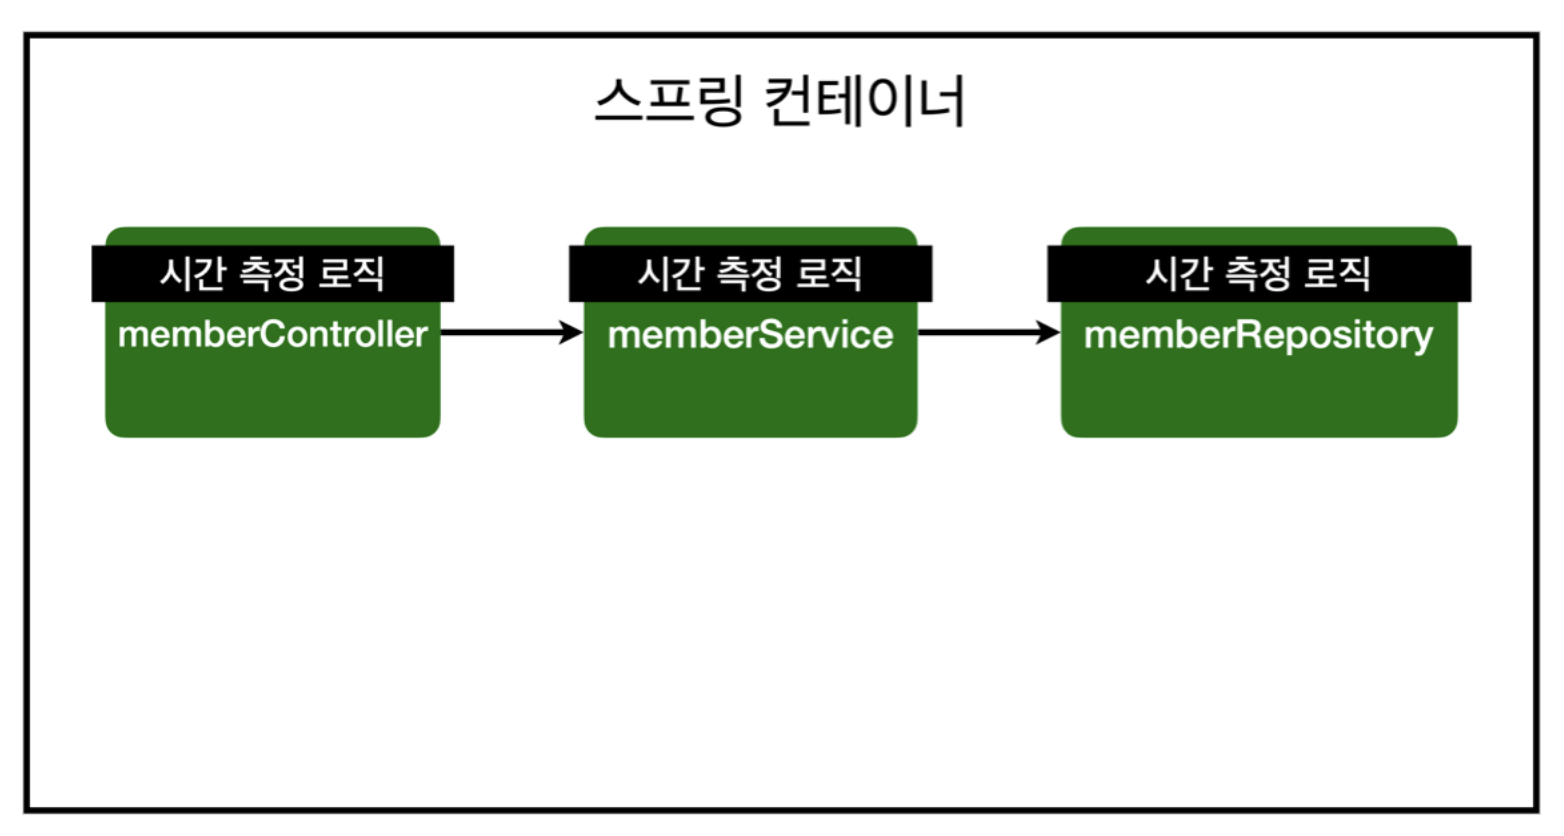 스프링 컨테이너
시간 측정 로직
memberController
시간 측정 로직
memberService
시간 측정 로직
memberRepository